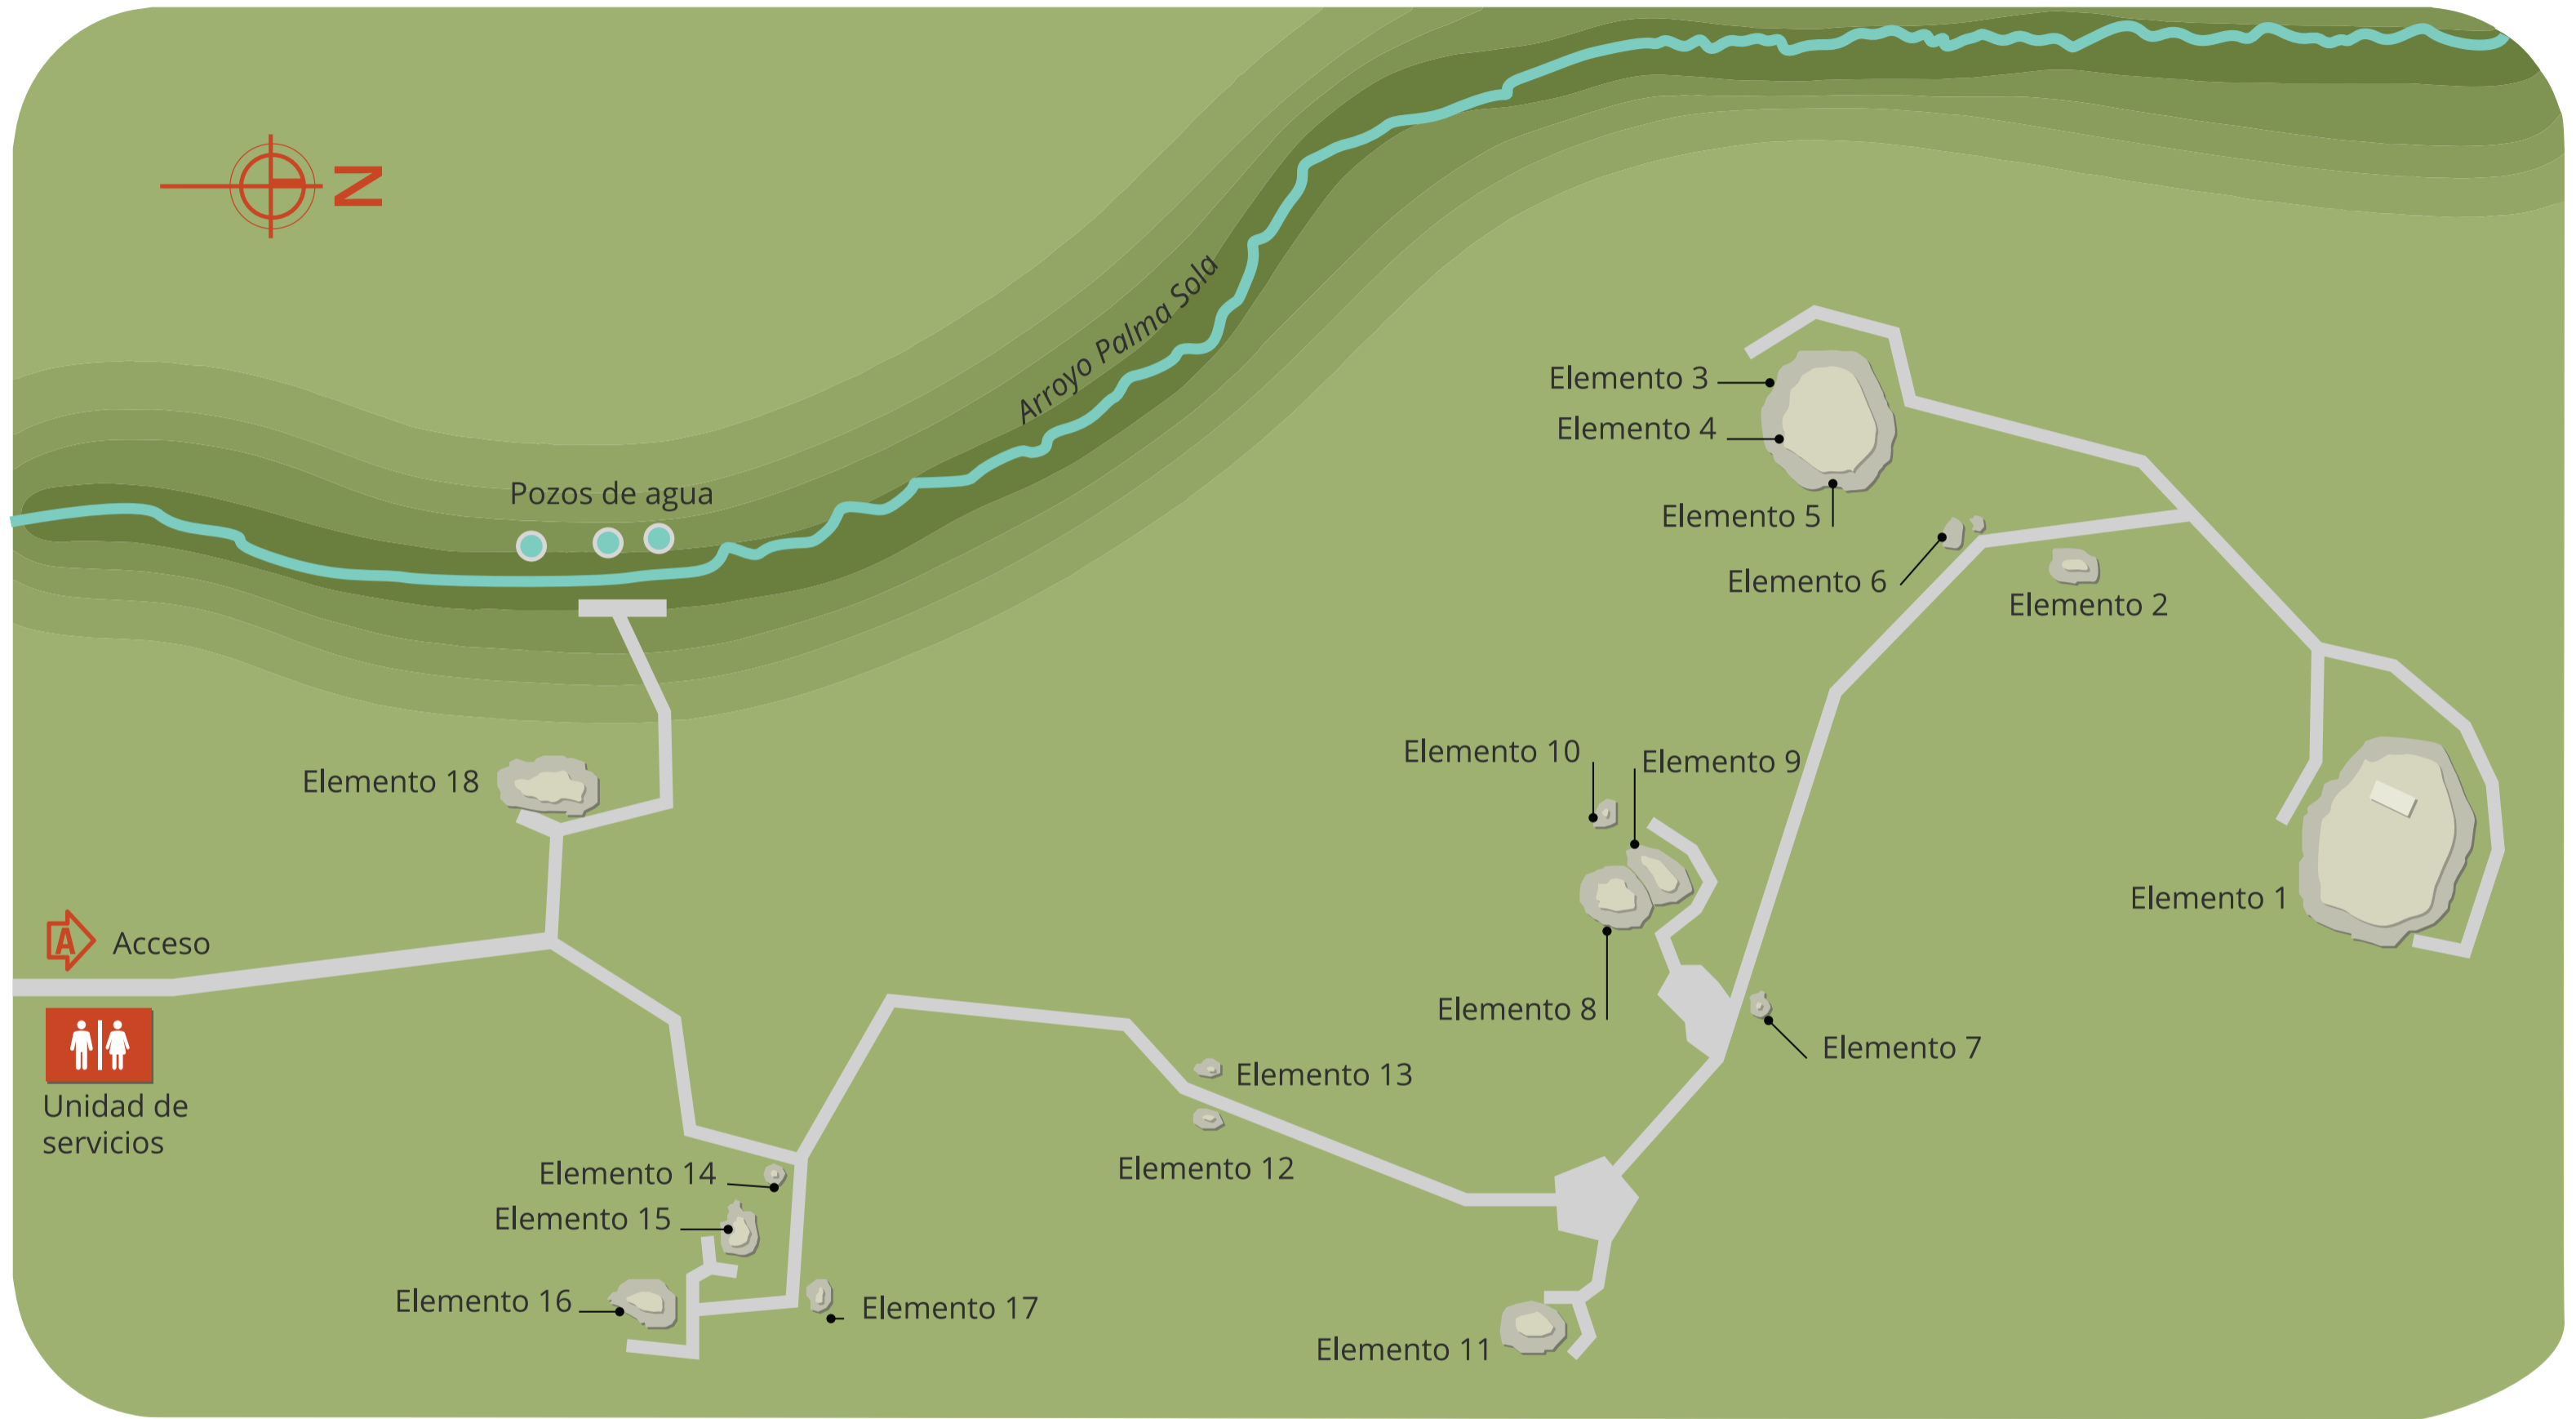 N
Arroyo Palma Sola
Pozos de agua
Elemento 3
Elemento 4
Elemento 5
Elemento 6
Elemento 2
Elemento 10
Elemento 9
Elemento 18
Elemento 1
A
Acceso
Elemento 8
Elemento 7
Elemento 13
Unidad de
servicios
Elemento 12
Elemento 14
Elemento 15
Elemento 16
Elemento 17
Elemento 11